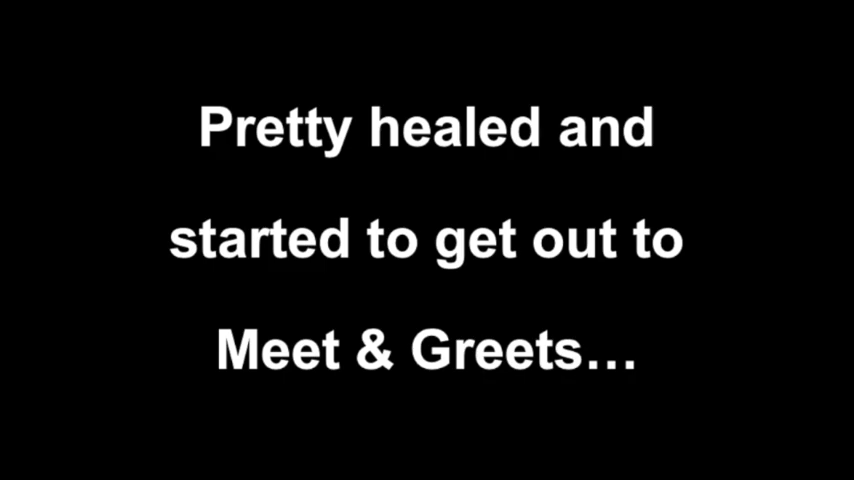 Pretty healed and
started to get out to
Meet & Greets…